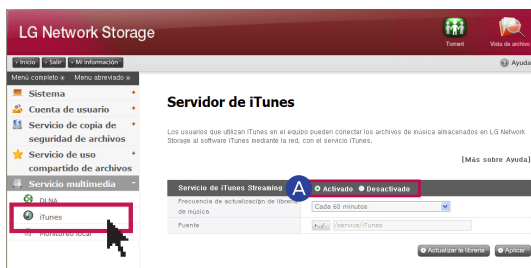 LG Network Storage
Torrent
Vista de archivo
Inicio Salir Mi información
Ayuda
Menú completo Menu abreviado
Sistema
Cuenta de usuario
Servicio de copia de
seguridad de archivos
Servicio de uso
compartido de archivos
Servicio multimedia
DLNA
iTunes
Monitoreo local
Servidor de iTunes
Los usuarios que utilizan iTunes en el equipo pueden conectar los archivos de música almacenados en LG Network
Storage al software iTunes mediante la red, con el servicio iTunes.
[Más sobre Ayuda]
Servicio de iTunes Streaming A Activado Desactivado
Frecuencia de actualización de librería
de música
Cada 60 minutos
Fuente /service/iTunes
Actualizar la librería Aplicar